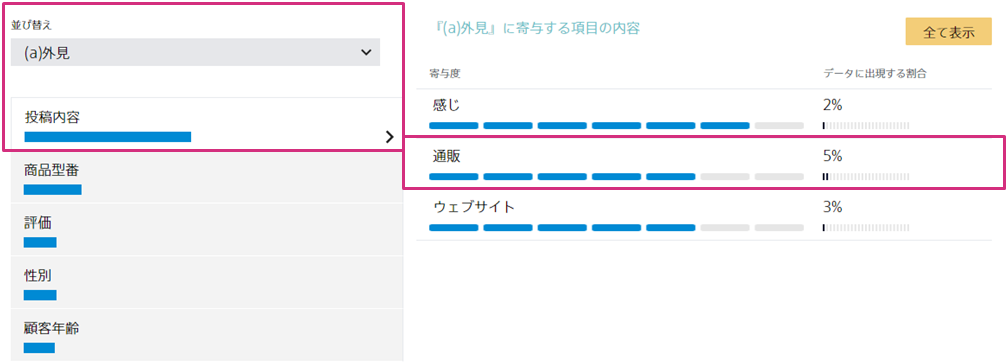 並び替え
(a)外見
投稿内容
商品型番
評価
性別
顧客年齢
『(a)外見』に寄与する項目の内容
全て表示
寄与度 データに出現する割合
感じ 2%
通販 5%
ウェブサイト 3%